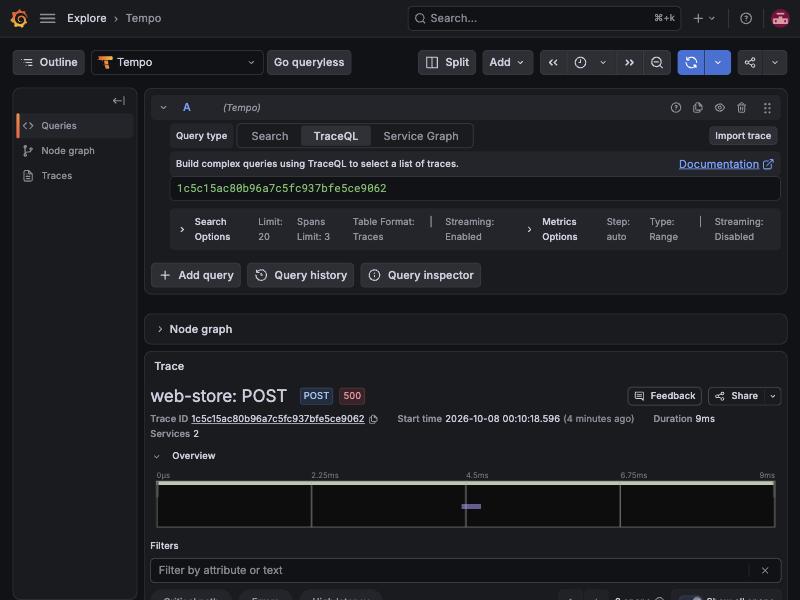 Explore › Tempo
Search... ⌘+k
Outline
Tempo
Go queryless
Split
Add
Queries
Node graph
Traces
A (Tempo)
Query type Search TraceQL Service Graph Import trace
Build complex queries using TraceQL to select a list of traces. Documentation
1c5c15ac80b96a7c5fc937bfe5ce9062
Search Options Limit: 20 Spans Limit: 3 Table Format: Traces | Streaming: Enabled
Metrics Options Step: auto Type: Range | Streaming: Disabled
Add query Query history Query inspector
Node graph
Trace
web-store: POST POST 500 Feedback Share
Trace ID 1c5c15ac80b96a7c5fc937bfe5ce9062 Start time 2026-10-08 00:10:18.596 (4 minutes ago) Duration 9ms
Services 2
Overview
0μs 2.25ms 4.5ms 6.75ms 9ms
Filters
Filter by attribute or text